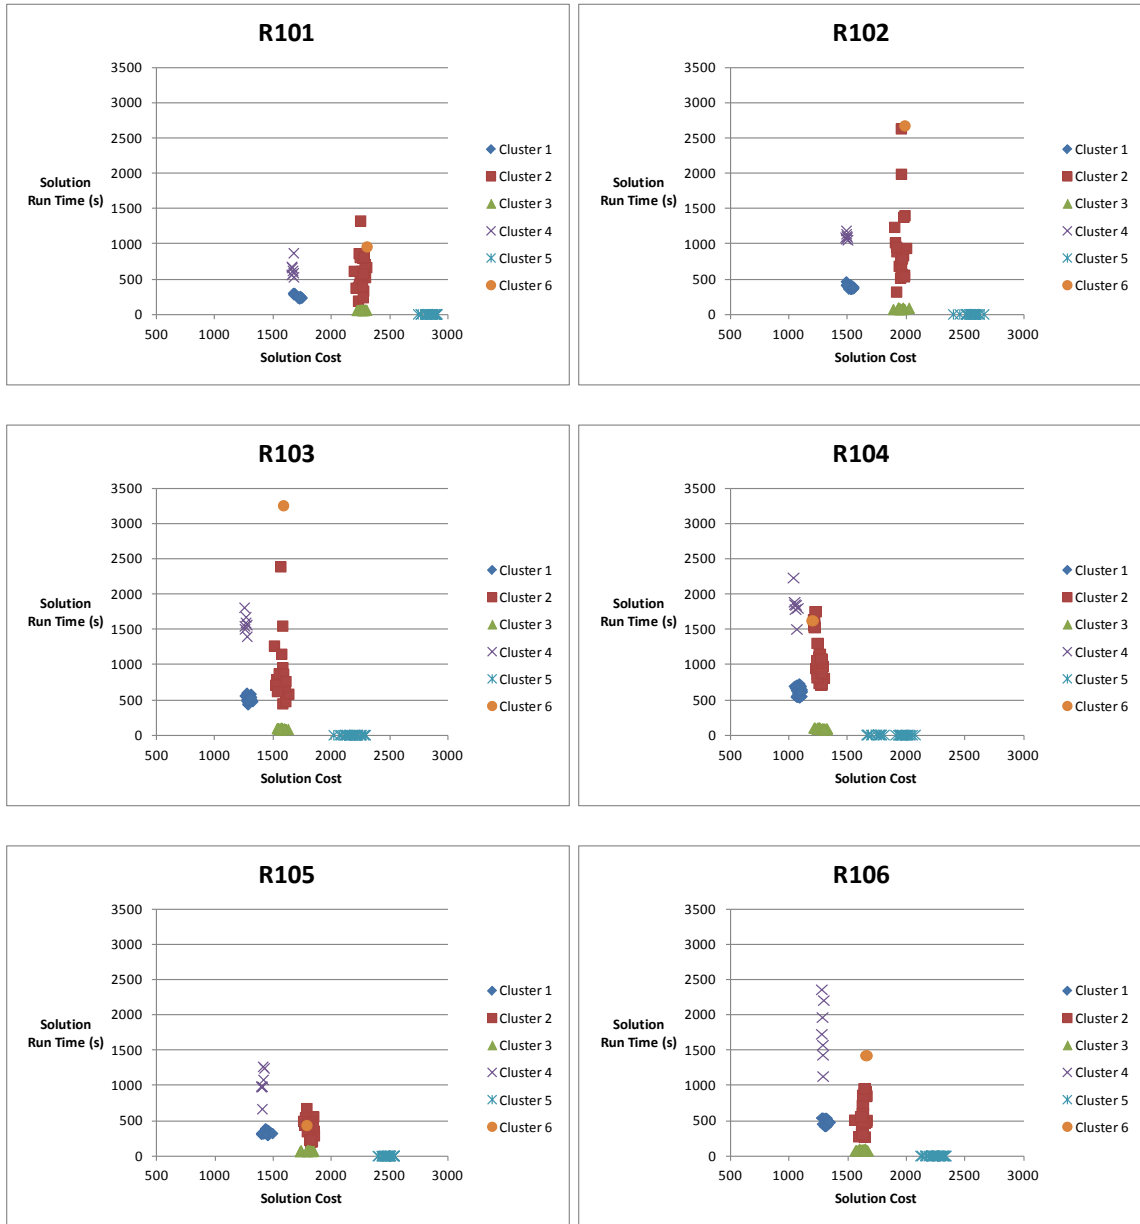 R101
3500
3000
2500
2000
1500
1000
500
0
Solution
Run Time (s)
500 1000 1500 2000 2500 3000
Solution Cost
Cluster 1
Cluster 2
Cluster 3
Cluster 4
Cluster 5
Cluster 6
R102
3500
3000
2500
2000
1500
1000
500
0
Solution
Run Time (s)
500 1000 1500 2000 2500 3000
Solution Cost
Cluster 1
Cluster 2
Cluster 3
Cluster 4
Cluster 5
Cluster 6
R103
3500
3000
2500
2000
1500
1000
500
0
Solution
Run Time (s)
500 1000 1500 2000 2500 3000
Solution Cost
Cluster 1
Cluster 2
Cluster 3
Cluster 4
Cluster 5
Cluster 6
R104
3500
3000
2500
2000
1500
1000
500
0
Solution
Run Time (s)
500 1000 1500 2000 2500 3000
Solution Cost
Cluster 1
Cluster 2
Cluster 3
Cluster 4
Cluster 5
Cluster 6
R105
3500
3000
2500
2000
1500
1000
500
0
Solution
Run Time (s)
500 1000 1500 2000 2500 3000
Solution Cost
Cluster 1
Cluster 2
Cluster 3
Cluster 4
Cluster 5
Cluster 6
R106
3500
3000
2500
2000
1500
1000
500
0
Solution
Run Time (s)
500 1000 1500 2000 2500 3000
Solution Cost
Cluster 1
Cluster 2
Cluster 3
Cluster 4
Cluster 5
Cluster 6